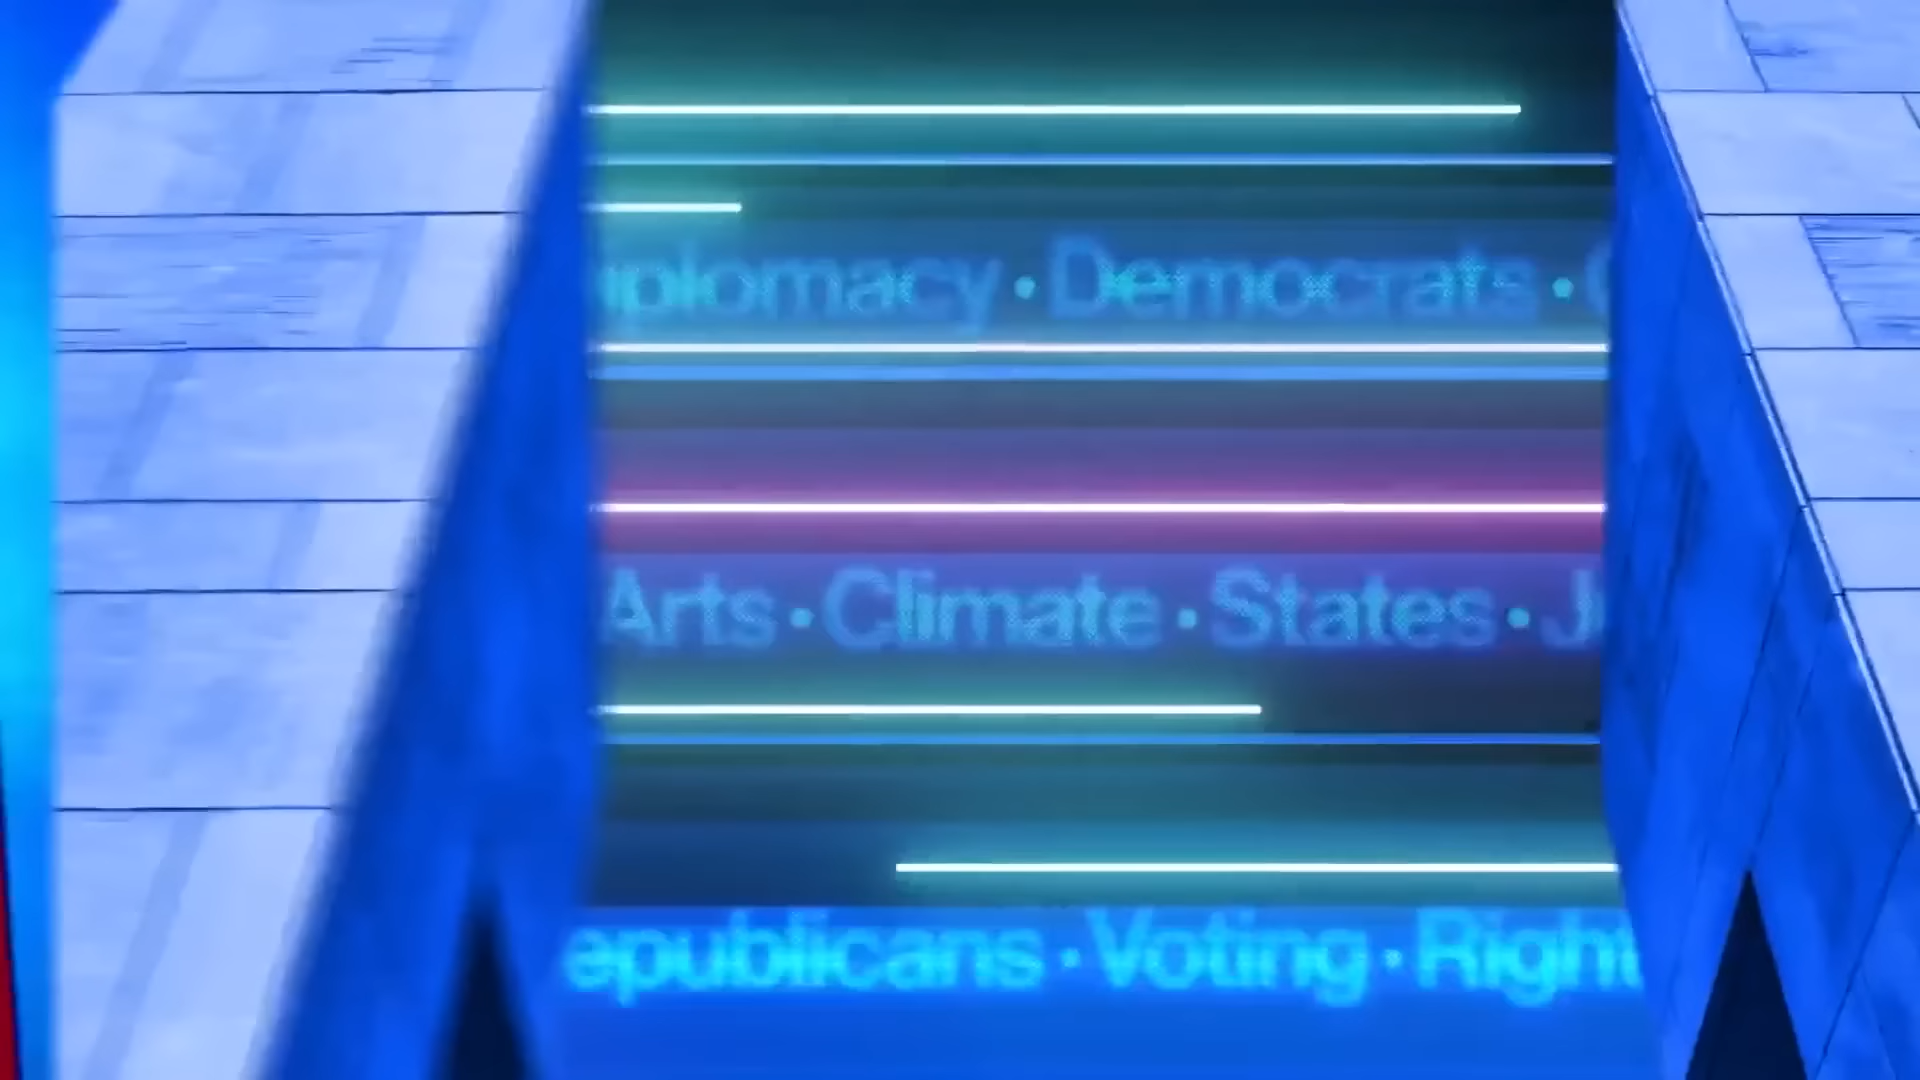 iplomacy • Democrats •
Arts • Climate • States • J
epublicans • Voting • Right